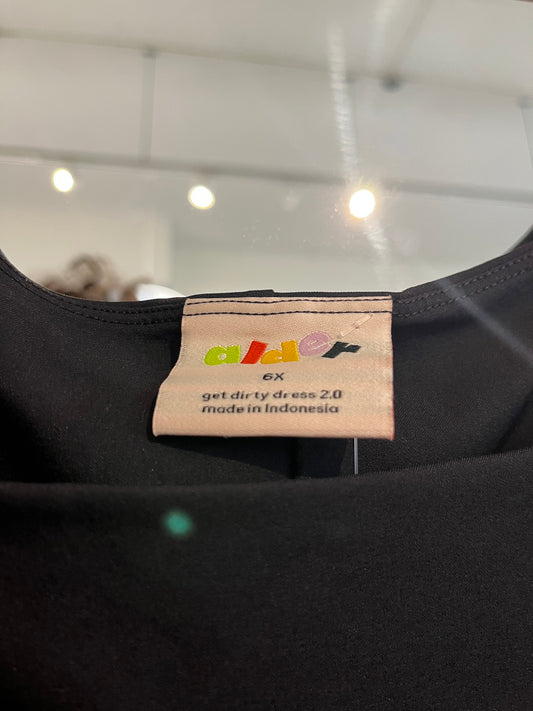 alder
6X
get dirty dress 2.0
made in Indonesia